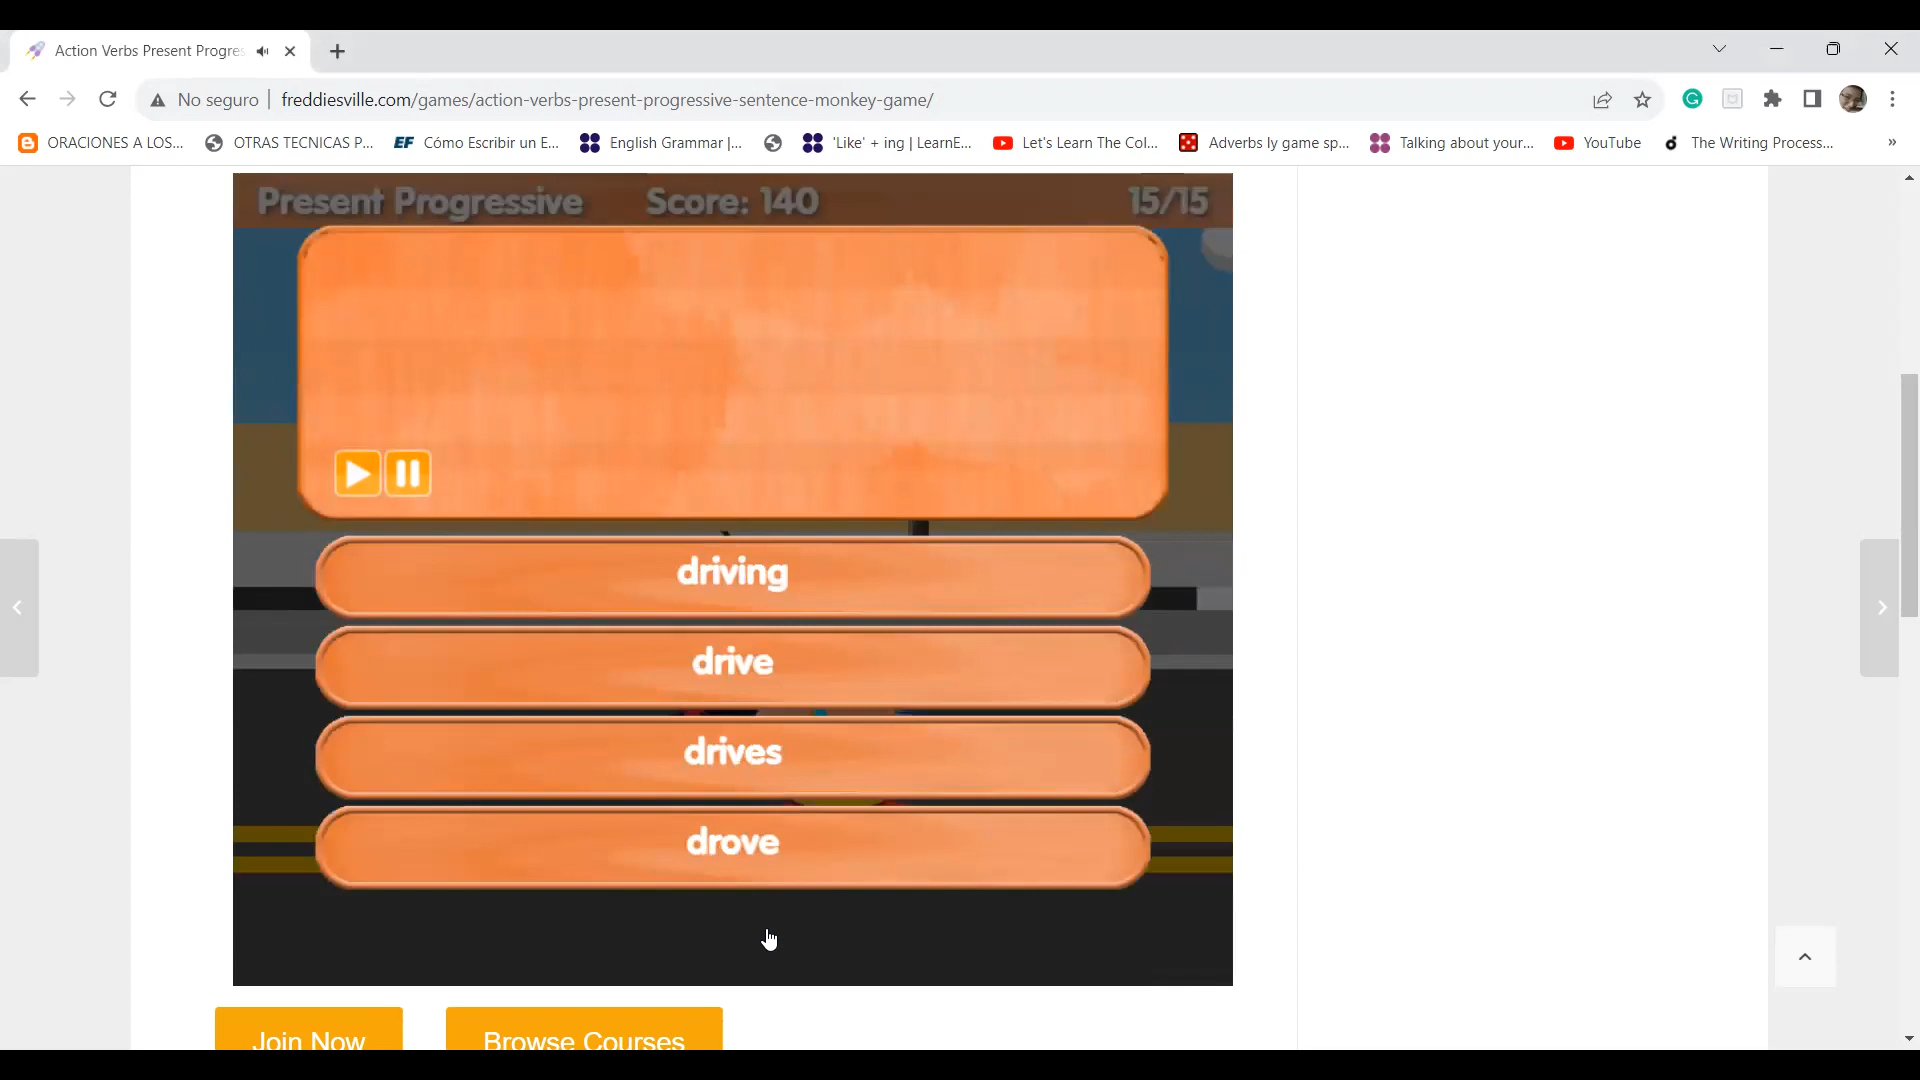 Action Verbs Present Progres
No seguro
freddiesville.com/games/action-verbs-present-progressive-sentence-monkey-game/
ORACIONES A LOS...
OTRAS TECNICAS P...
EF Cómo Escribir un E...
English Grammar |...
'Like' + ing | LearnE...
Let's Learn The Col...
Adverbs ly game sp...
Talking about your...
YouTube
The Writing Process...
»
Present Progressive
Score: 140
15/15
driving
drive
drives
drove
Join Now
Browse Courses